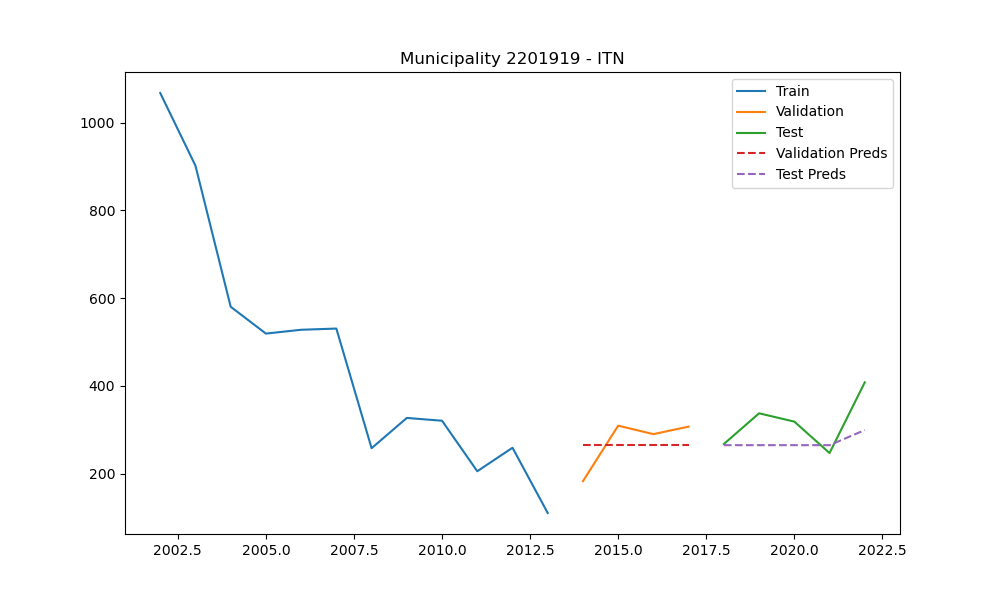 Municipality 2201919 - ITN
Train
Validation
Test
Validation Preds
Test Preds
1000
800
600
400
200
2002.5 2005.0 2007.5 2010.0 2012.5 2015.0 2017.5 2020.0 2022.5